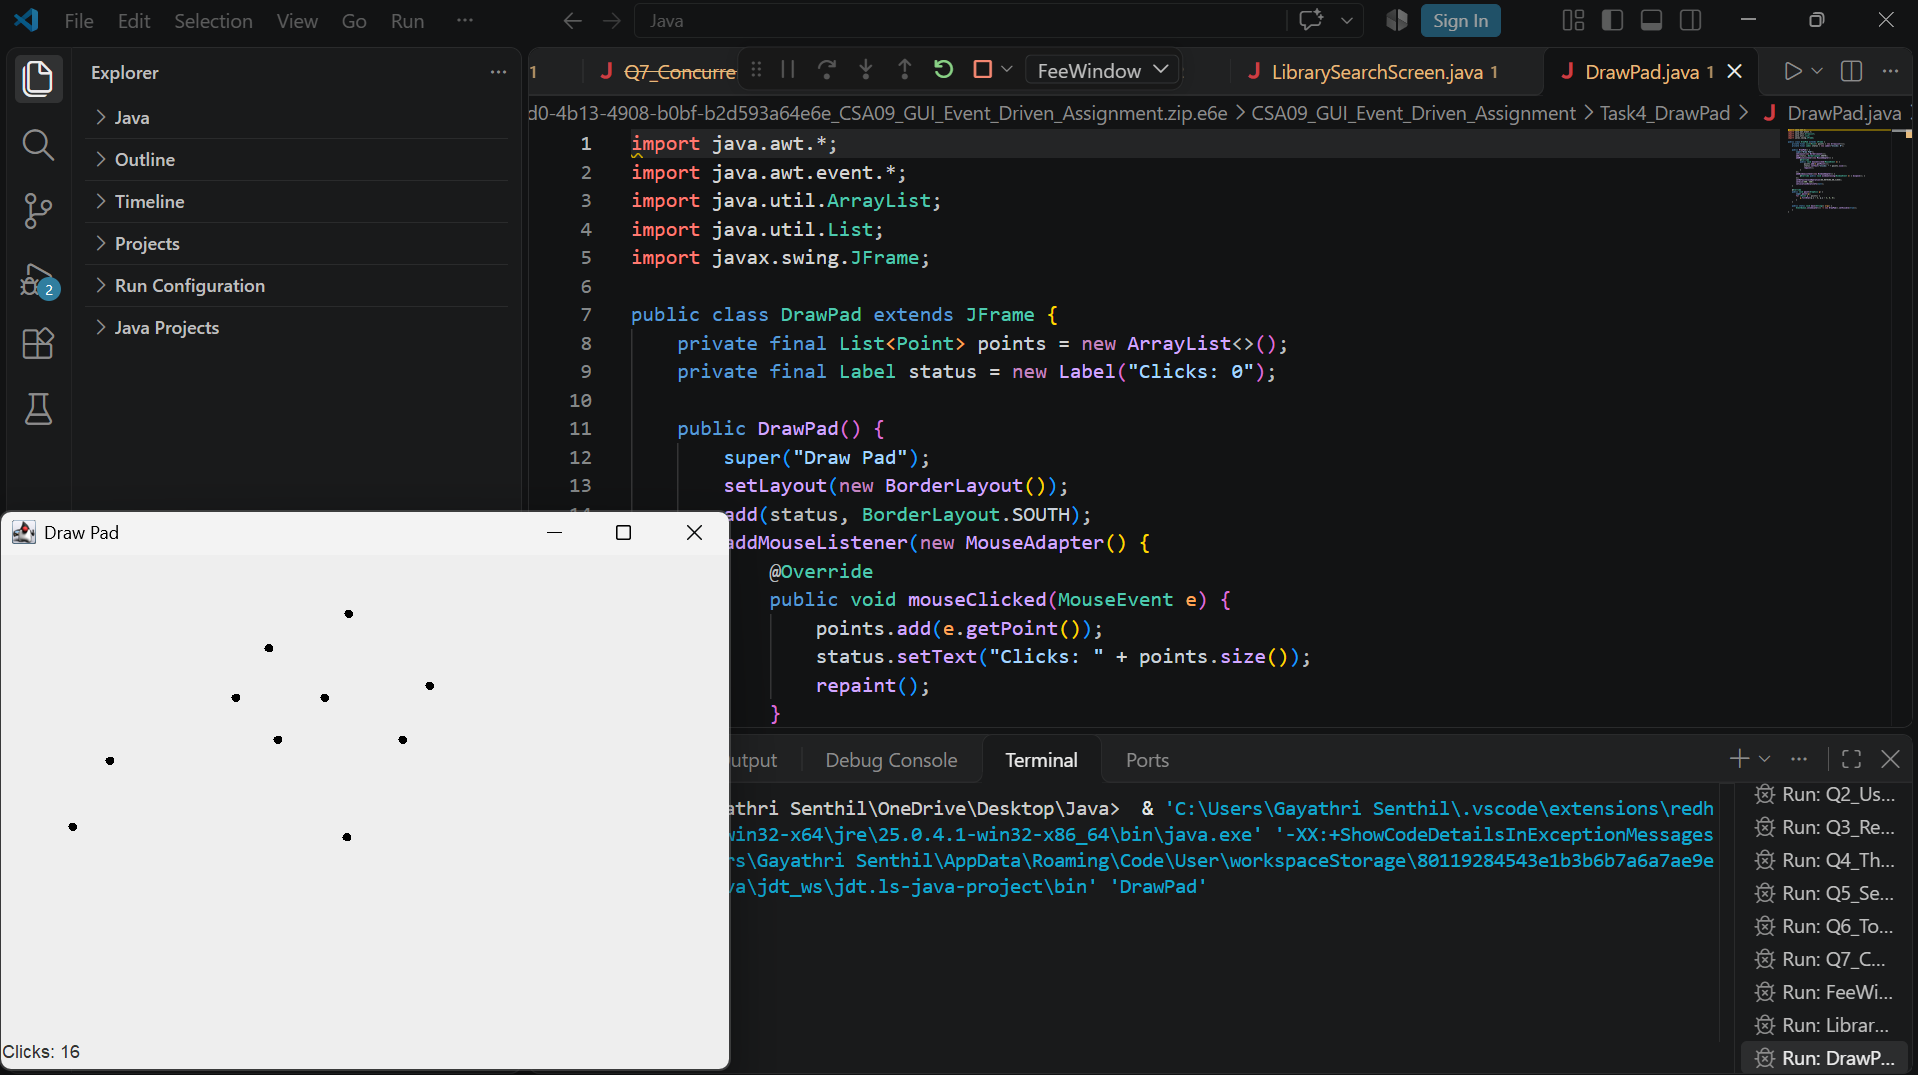 File Edit Selection View Go Run ... Java Sign In
Explorer
Java
Outline
Timeline
Projects
Run Configuration
Java Projects
2
1 Q7_Concurre FeeWindow LibrarySearchScreen.java 1 DrawPad.java 1
d0-4b13-4908-b0bf-b2d593a64e6e_CSA09_GUI_Event_Driven_Assignment.zip.e6e > CSA09_GUI_Event_Driven_Assignment > Task4_DrawPad > DrawPad.java
1 import java.awt.*;
2 import java.awt.event.*;
3 import java.util.ArrayList;
4 import java.util.List;
5 import javax.swing.JFrame;
6
7 public class DrawPad extends JFrame {
8 private final List<Point> points = new ArrayList<>();
9 private final Label status = new Label("Clicks: 0");
10
11 public DrawPad() {
12 super("Draw Pad");
13 setLayout(new BorderLayout());
add(status, BorderLayout.SOUTH);
addMouseListener(new MouseAdapter() {
@Override
public void mouseClicked(MouseEvent e) {
points.add(e.getPoint());
status.setText("Clicks: " + points.size());
repaint();
}
Draw Pad
Clicks: 16
utput Debug Console Terminal Ports
athri Senthil\OneDrive\Desktop\Java> & 'C:\Users\Gayathri Senthil\.vscode\extensions\redh
win32-x64\jre\25.0.4.1-win32-x86_64\bin\java.exe' '-XX:+ShowCodeDetailsInExceptionMessages
rs\Gayathri Senthil\AppData\Roaming\Code\User\workspaceStorage\80119284543e1b3b6b7a6a7ae9e
va\jdt_ws\jdt.ls-java-project\bin' 'DrawPad'
Run: Q2_Us...
Run: Q3_Re...
Run: Q4_Th...
Run: Q5_Se...
Run: Q6_To...
Run: Q7_C...
Run: FeeWi...
Run: Librar...
Run: DrawP...